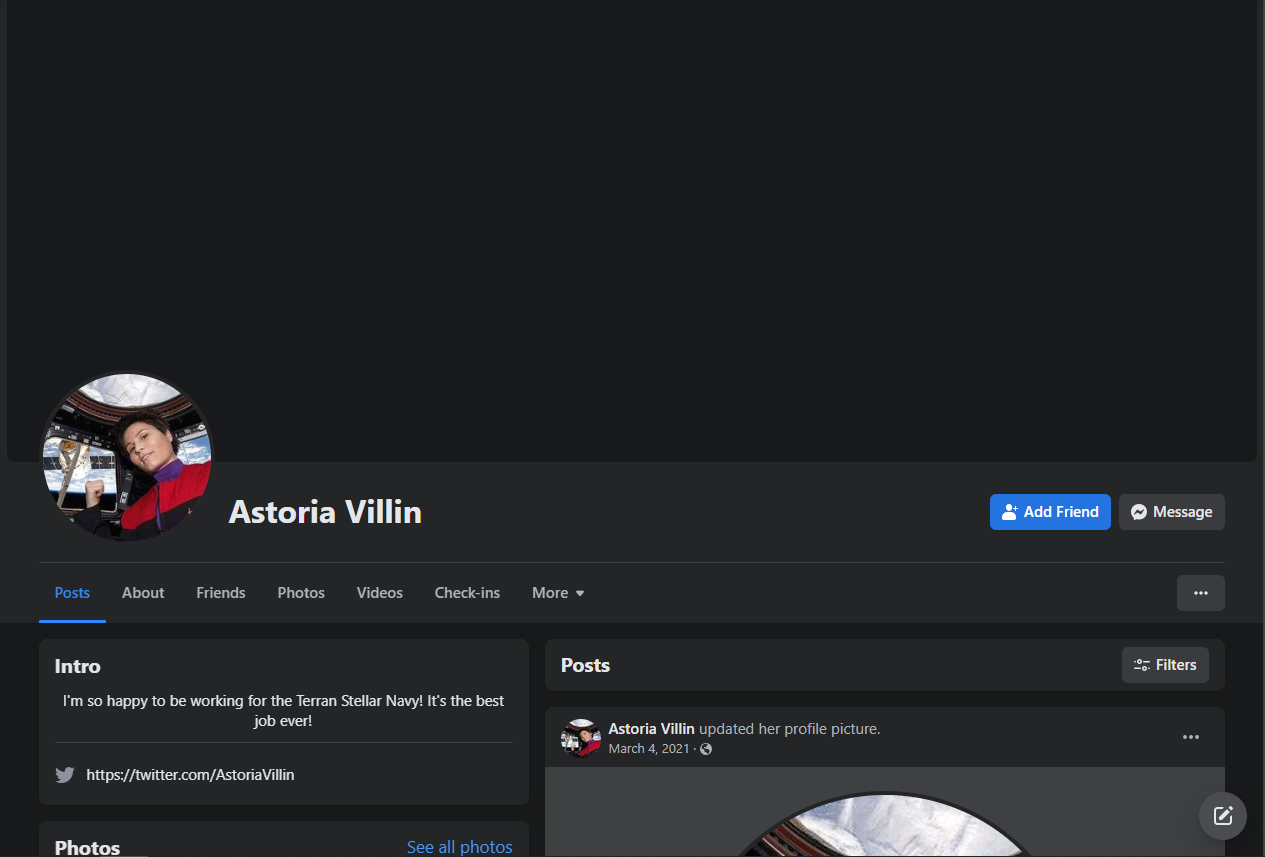 Astoria Villin
Add Friend
Message
Posts
About
Friends
Photos
Videos
Check-ins
More
Intro
I'm so happy to be working for the Terran Stellar Navy! It's the best
job ever!
https://twitter.com/AstoriaVillin
Photos
See all photos
Posts
Filters
Astoria Villin updated her profile picture.
March 4, 2021 ·